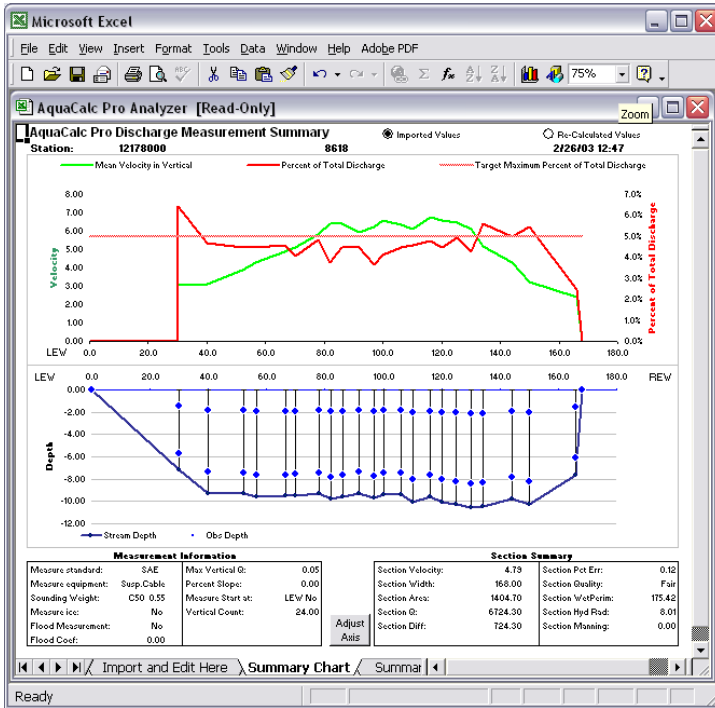 Microsoft Excel
File Edit View Insert Format Tools Data Window Help Adobe PDF
75%
AquaCalc Pro Analyzer [Read-Only]
Zoom
AquaCalc Pro Discharge Measurement Summary Imported Values Re-Calculated Values
Station: 12178000 8618 2/26/03 12:47
Mean Velocity in Vertical Percent of Total Discharge Target Maximum Percent of Total Discharge
8.00 7.0%
7.00 6.0%
6.00 5.0%
5.00 4.0%
4.00 3.0%
3.00 2.0%
2.00 1.0%
1.00 0.0%
0.00
Velocity
Percent of Total Discharge
LEW 0.0 20.0 40.0 60.0 80.0 100.0 120.0 140.0 160.0 180.0
LEW 0.0 20.0 40.0 60.0 80.0 100.0 120.0 140.0 160.0 180.0 REW
0.00
-2.00
-4.00
-6.00
-8.00
-10.00
-12.00
Depth
Stream Depth Obs Depth
Measurement Information Section Summary
Measure standard: SAE Max Vertical Q: 0.05 Section Velocity: 4.79 Section Pct Err: 0.12
Measure equipment: Susp.Cable Percent Slope: 0.00 Section Width: 168.00 Section Quality: Fair
Sounding Weight: C50 0.55 Measure Start at: LEW No Section Area: 1404.70 Section WetPerim: 175.42
Measure ice: No Vertical Count: 24.00 Section Q: 6724.30 Section Hyd Rad: 8.01
Flood Measurement: No Section Diff: 724.30 Section Manning: 0.00
Flood Coef: 0.00
Adjust
Axis
Import and Edit Here Summary Chart Summar
Ready